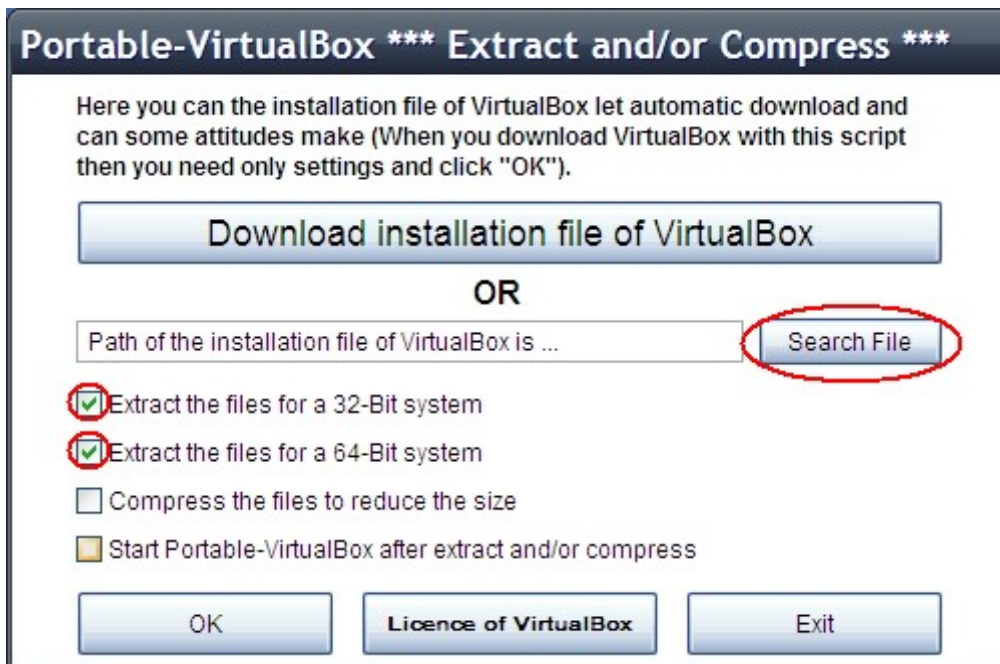 Portable-VirtualBox *** Extract and/or Compress ***
Here you can the installation file of VirtualBox let automatic download and
can some attitudes make (When you download VirtualBox with this script
then you need only settings and click "OK").
Download installation file of VirtualBox
OR
Path of the installation file of VirtualBox is ... Search File
Extract the files for a 32-Bit system
Extract the files for a 64-Bit system
Compress the files to reduce the size
Start Portable-VirtualBox after extract and/or compress
OK Licence of VirtualBox Exit